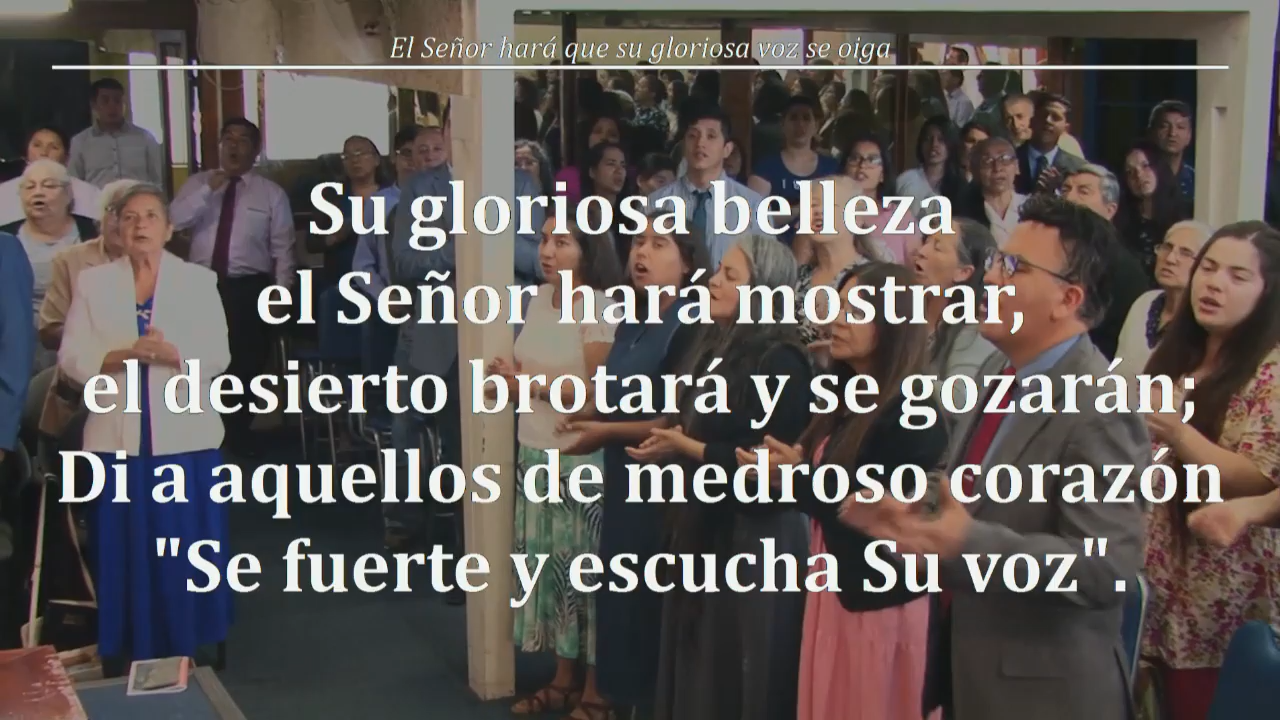 El Señor hará que su gloriosa voz se oiga
Su gloriosa belleza
el Señor hará mostrar,
el desierto brotará y se gozarán;
Di a aquellos de medroso corazón
"Se fuerte y escucha Su voz".